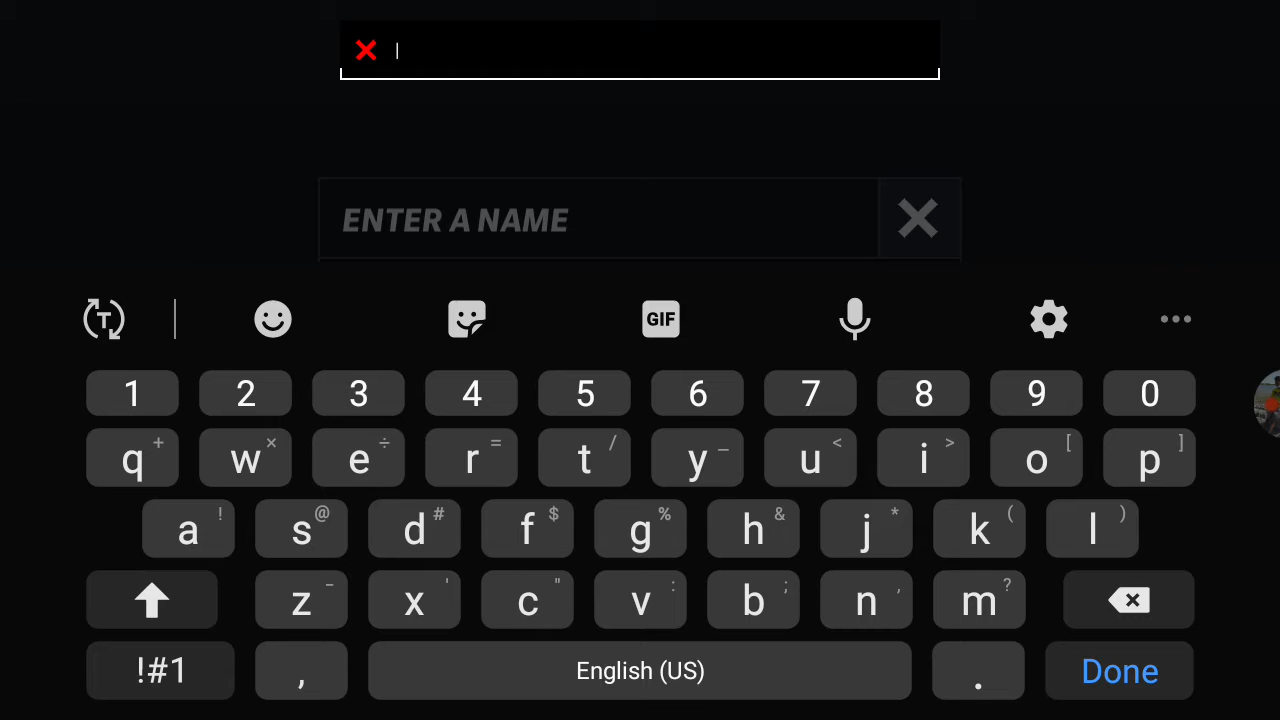 ENTER A NAME
GIF
1 2 3 4 5 6 7 8 9 0
q + w × e ÷ r = t / y _ u < i > o [ p ]
a ! s @ d # f $ g % h & j * k ( l )
z - x ' c " v : b ; n , m ?
!#1 , English (US) . Done